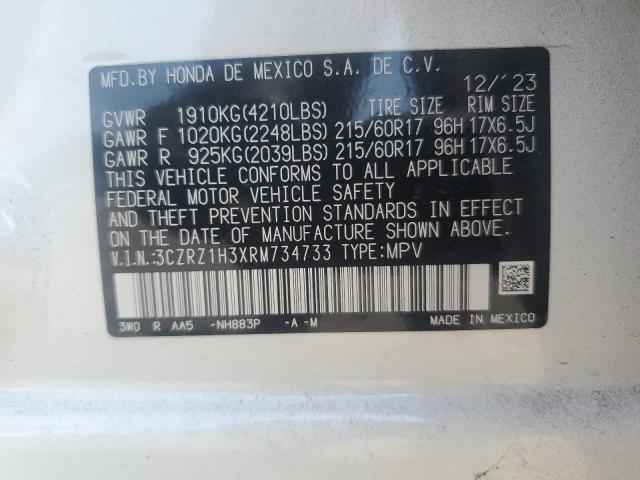 MFD.BY HONDA DE MEXICO S.A. DE C.V.
12/'23
GVWR 1910KG(4210LBS) TIRE SIZE RIM SIZE
GAWR F 1020KG(2248LBS) 215/60R17 96H 17X6.5J
GAWR R 925KG(2039LBS) 215/60R17 96H 17X6.5J
THIS VEHICLE CONFORMS TO ALL APPLICABLE
FEDERAL MOTOR VEHICLE SAFETY
AND THEFT PREVENTION STANDARDS IN EFFECT
ON THE DATE OF MANUFACTURE SHOWN ABOVE.
V.I.N.:3CZRZ1H3XRM734733 TYPE:MPV
3W0 R AA5 -NH883P -A -M MADE IN MEXICO